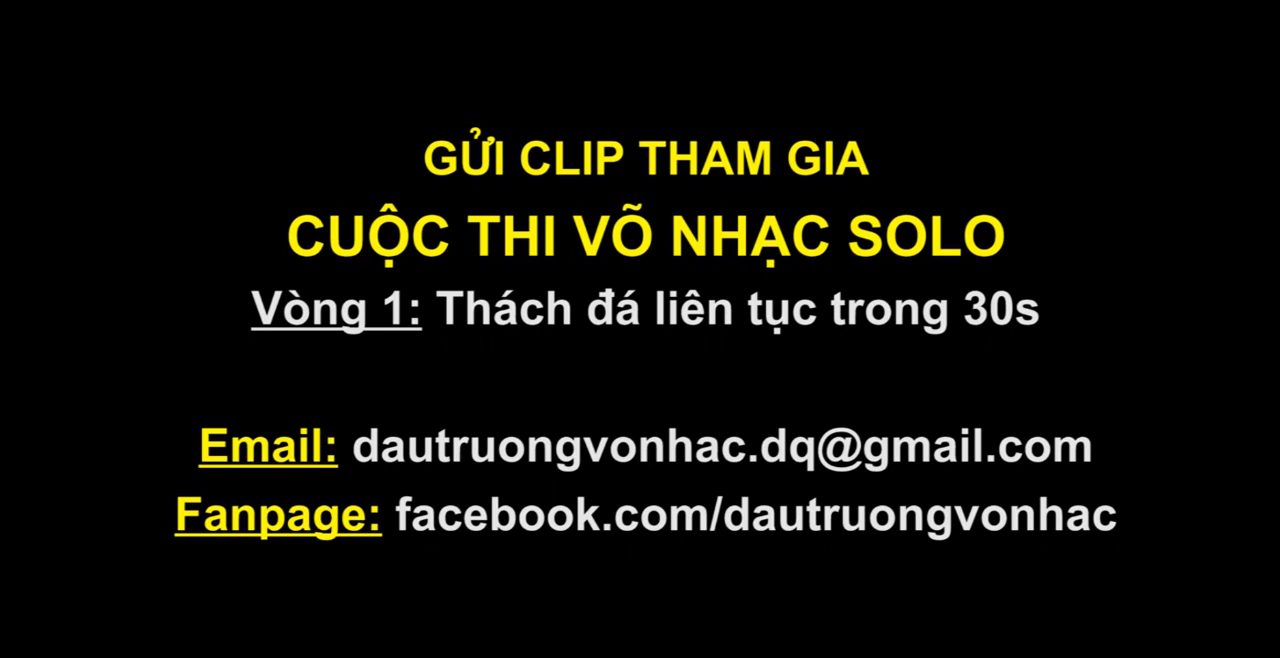 GỬI CLIP THAM GIA
CUỘC THI VÕ NHẠC SOLO
Vòng 1: Thách đá liên tục trong 30s
Email: dautruongvonhac.dq@gmail.com
Fanpage: facebook.com/dautruongvonhac